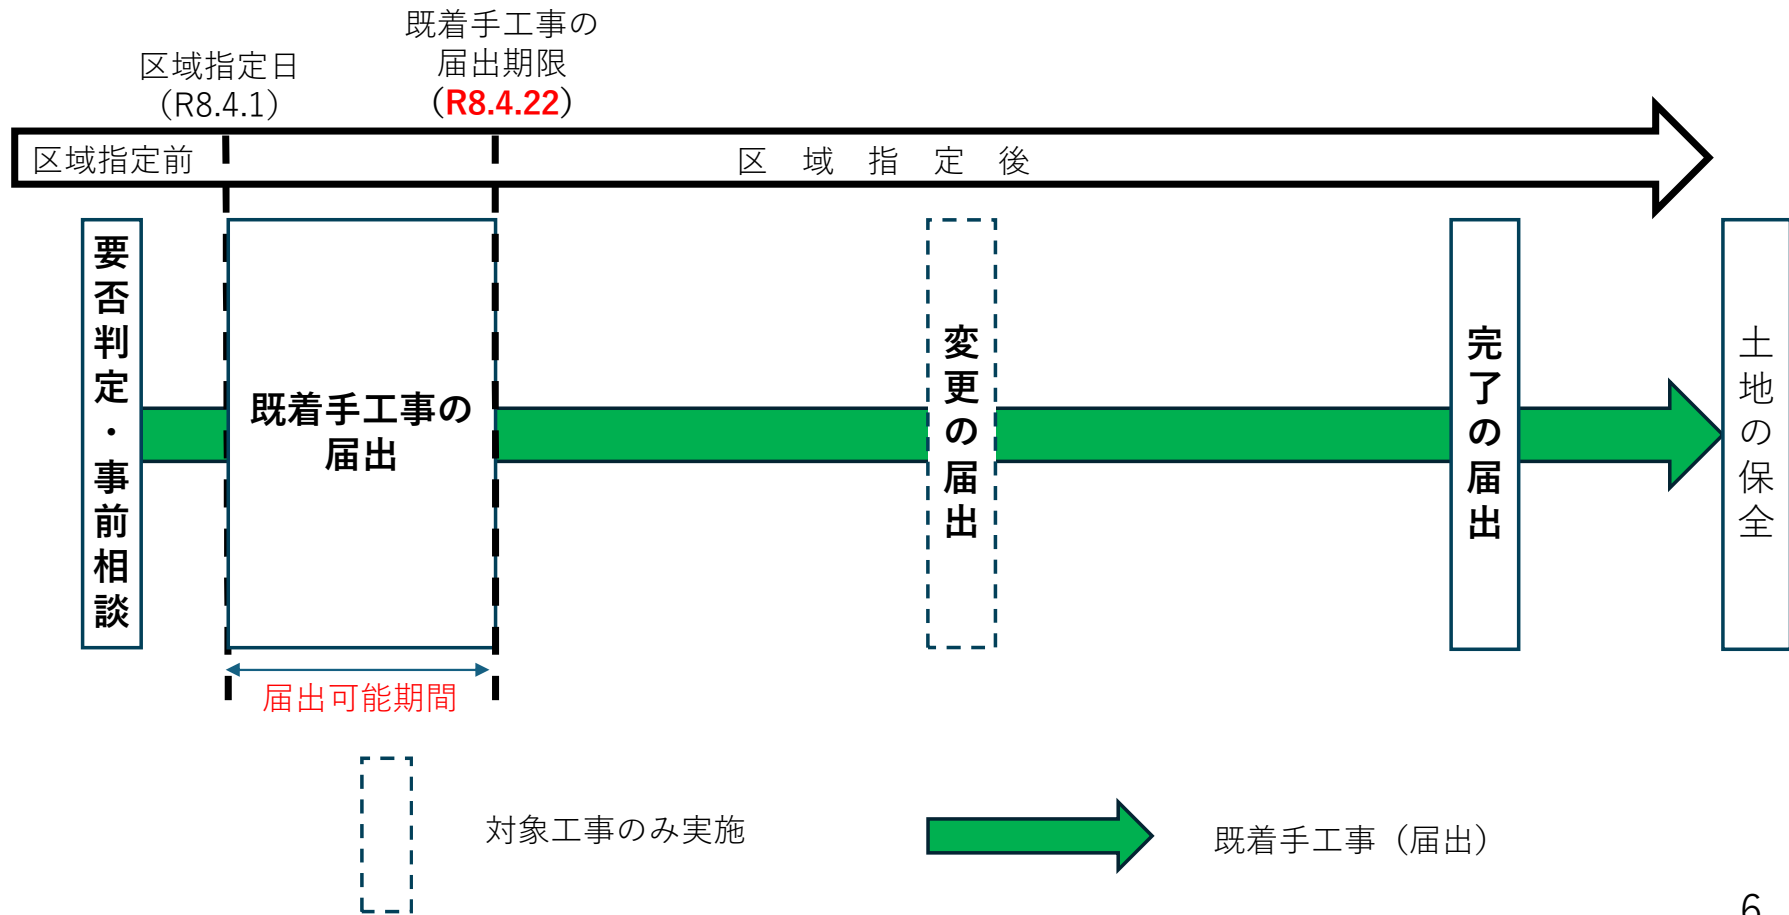 既着手工事の
届出期限
(R8.4.22)
区域指定日
(R8.4.1)
区域指定前
区域指定後
要否判定・事前相談
既着手工事の
届出
変更の届出
完了の届出
土地の保全
届出可能期間
対象工事のみ実施
既着手工事（届出）
6